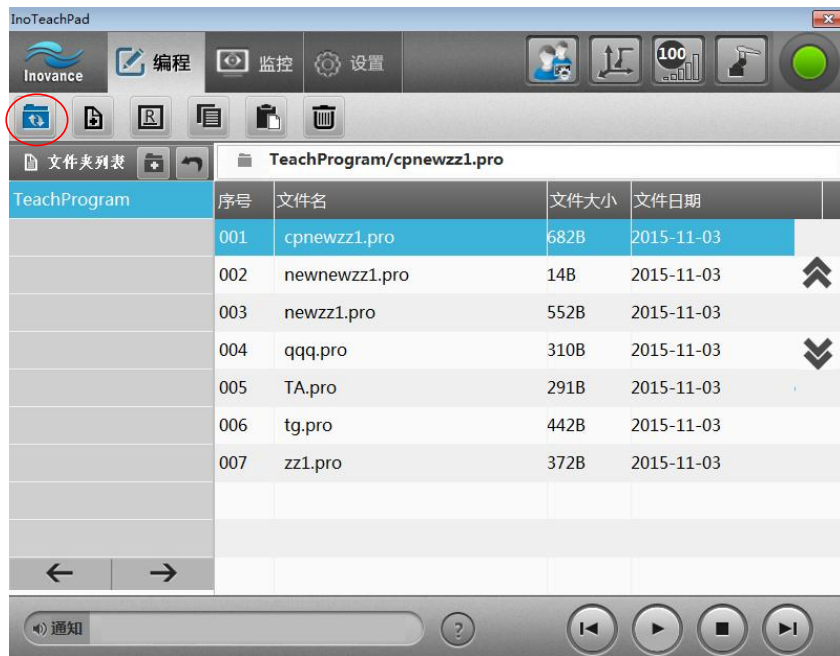 InoTeachPad
Inovance
编程
监控
设置
100
R
文件夹列表
TeachProgram/cpnewzz1.pro
TeachProgram
序号 文件名 文件大小 文件日期
001 cpnewzz1.pro 682B 2015-11-03
002 newnewzz1.pro 14B 2015-11-03
003 newzz1.pro 552B 2015-11-03
004 qqq.pro 310B 2015-11-03
005 TA.pro 291B 2015-11-03
006 tg.pro 442B 2015-11-03
007 zz1.pro 372B 2015-11-03
通知
?